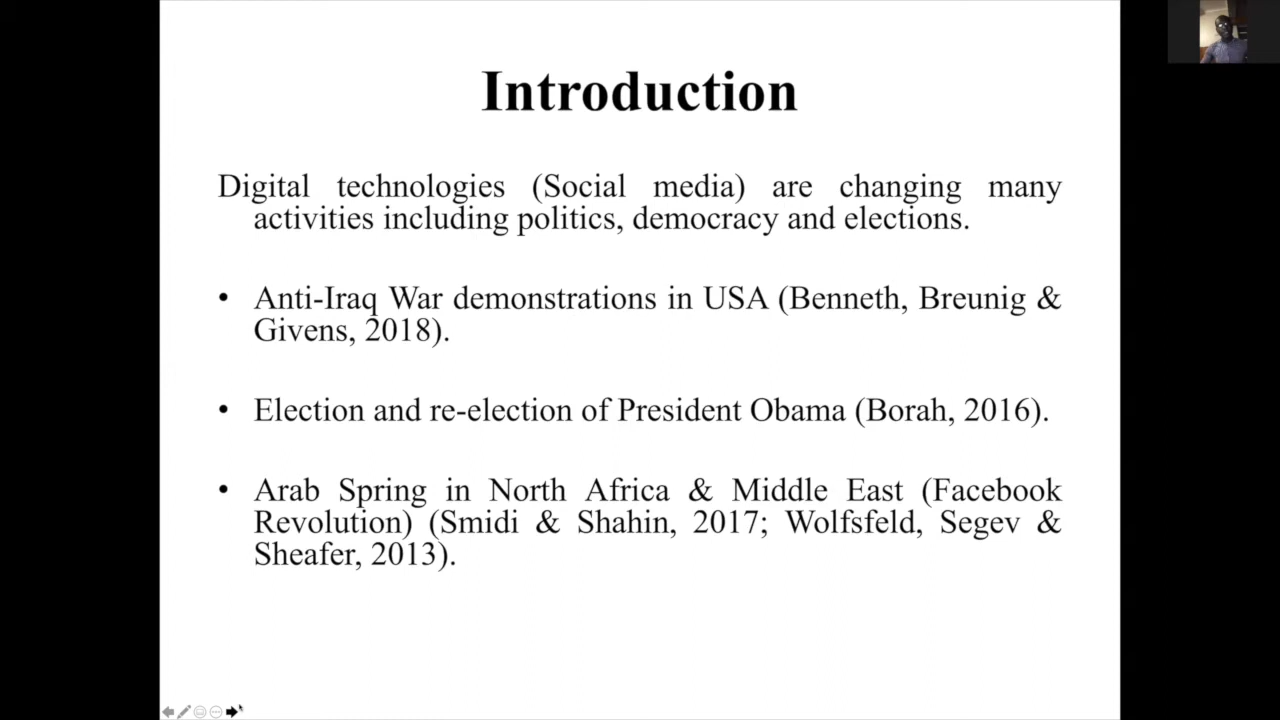 Introduction
Digital technologies (Social media) are changing many
activities including politics, democracy and elections.
• Anti-Iraq War demonstrations in USA (Benneth, Breunig &
Givens, 2018).
• Election and re-election of President Obama (Borah, 2016).
• Arab Spring in North Africa & Middle East (Facebook
Revolution) (Smidi & Shahin, 2017; Wolfsfeld, Segev &
Sheafer, 2013).